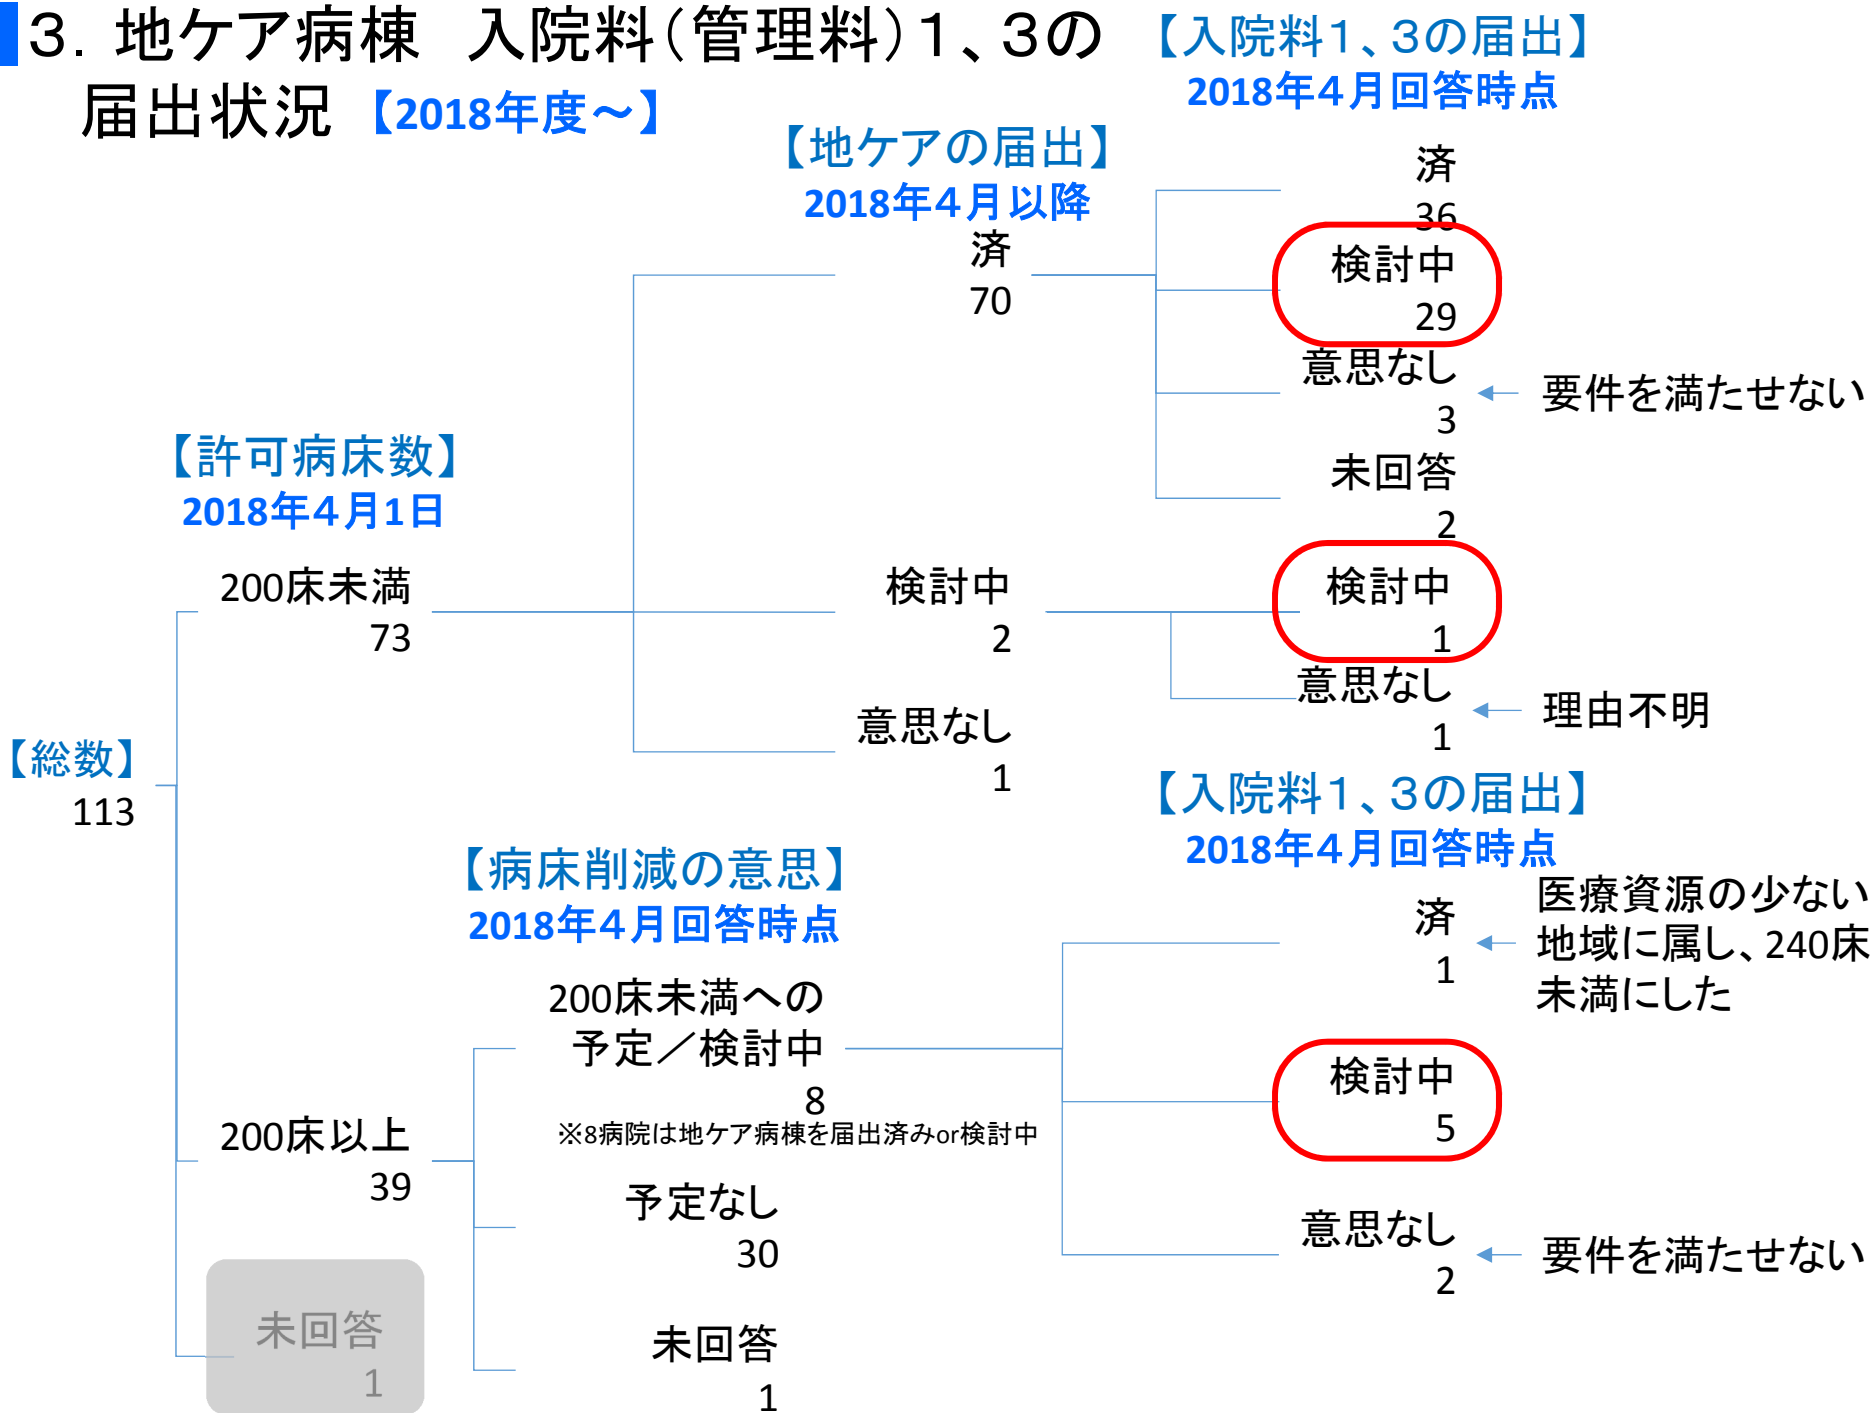 3．地ケア病棟　入院料（管理料）１、３の
届出状況【2018年度～】
【入院料１、３の届出】
2018年４月回答時点
【地ケアの届出】
2018年４月以降
済
36
検討中
29
意思なし
3
要件を満たせない
未回答
2
済
70
【許可病床数】
2018年４月1日
200床未満
73
検討中
2
検討中
1
意思なし
1
理由不明
意思なし
1
【総数】
113
【入院料１、３の届出】
2018年４月回答時点
【病床削減の意思】
2018年４月回答時点
済
1
医療資源の少ない
地域に属し、240床
未満にした
200床未満への
予定／検討中
8
※8病院は地ケア病棟を届出済みor検討中
検討中
5
200床以上
39
予定なし
30
意思なし
2
要件を満たせない
未回答
1
未回答
1